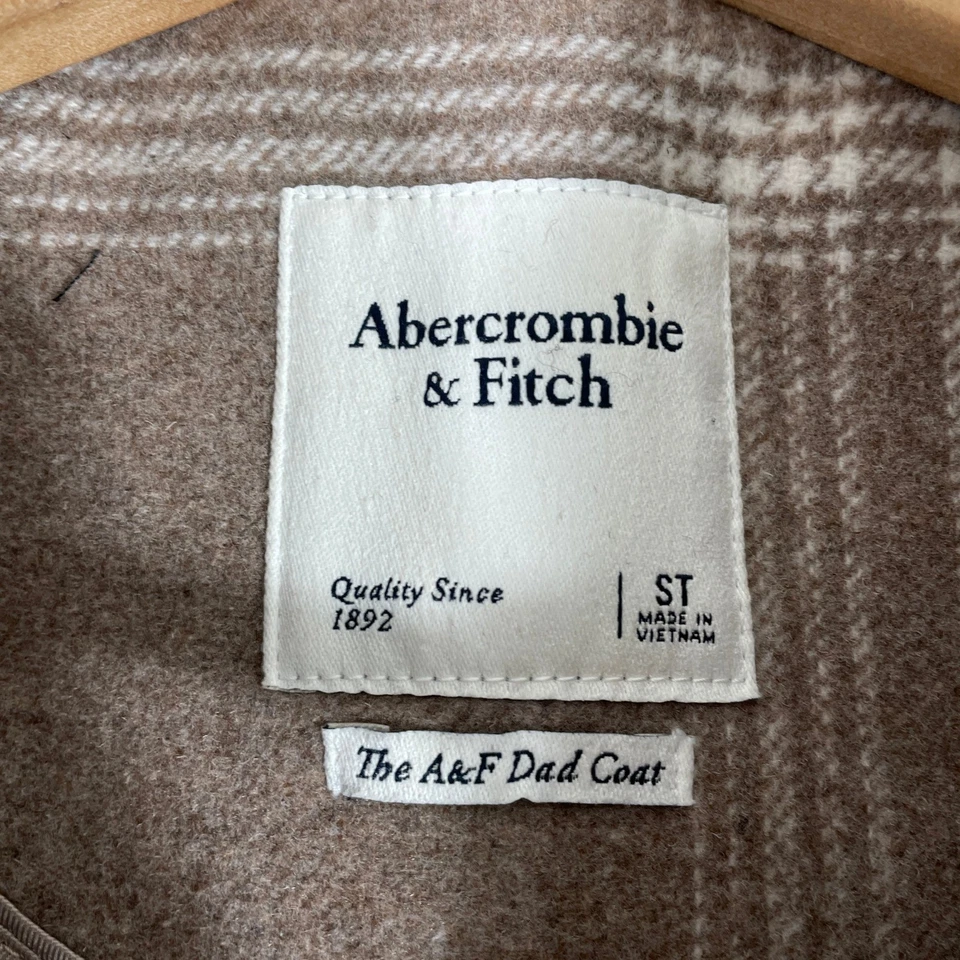 Abercrombie
& Fitch
Quality Since
1892
ST
MADE IN
VIETNAM
The A&F Dad Coat